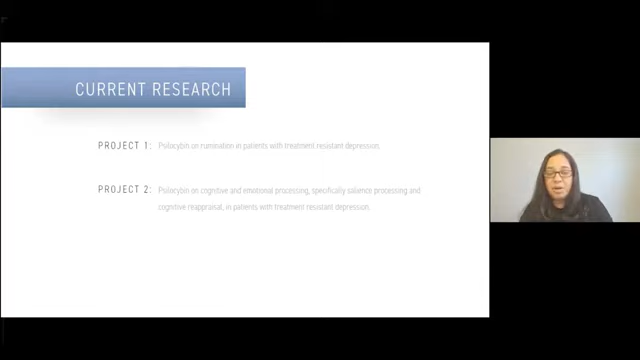 CURRENT RESEARCH
PROJECT 1: Psilocybin on rumination in patients with treatment resistant depression.
PROJECT 2: Psilocybin on cognitive and emotional processing, specifically salience processing and
cognitive reappraisal, in patients with treatment resistant depression.